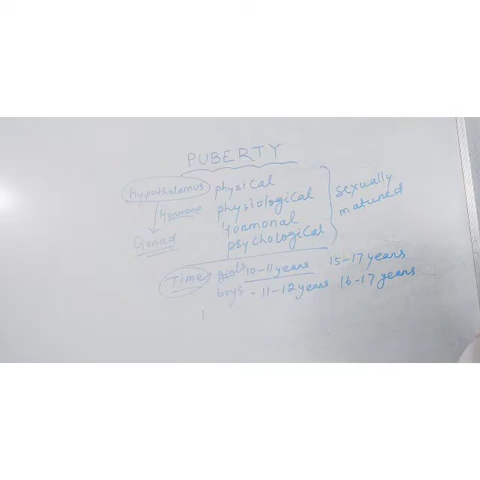 PUBERTY
Hypothalamus
Hormone
Gonad
physical
physiological
Hormonal
psychological
sexually
matured
Time
girls 10-11 years 15-17 years
boys - 11-12 years 16-17 years